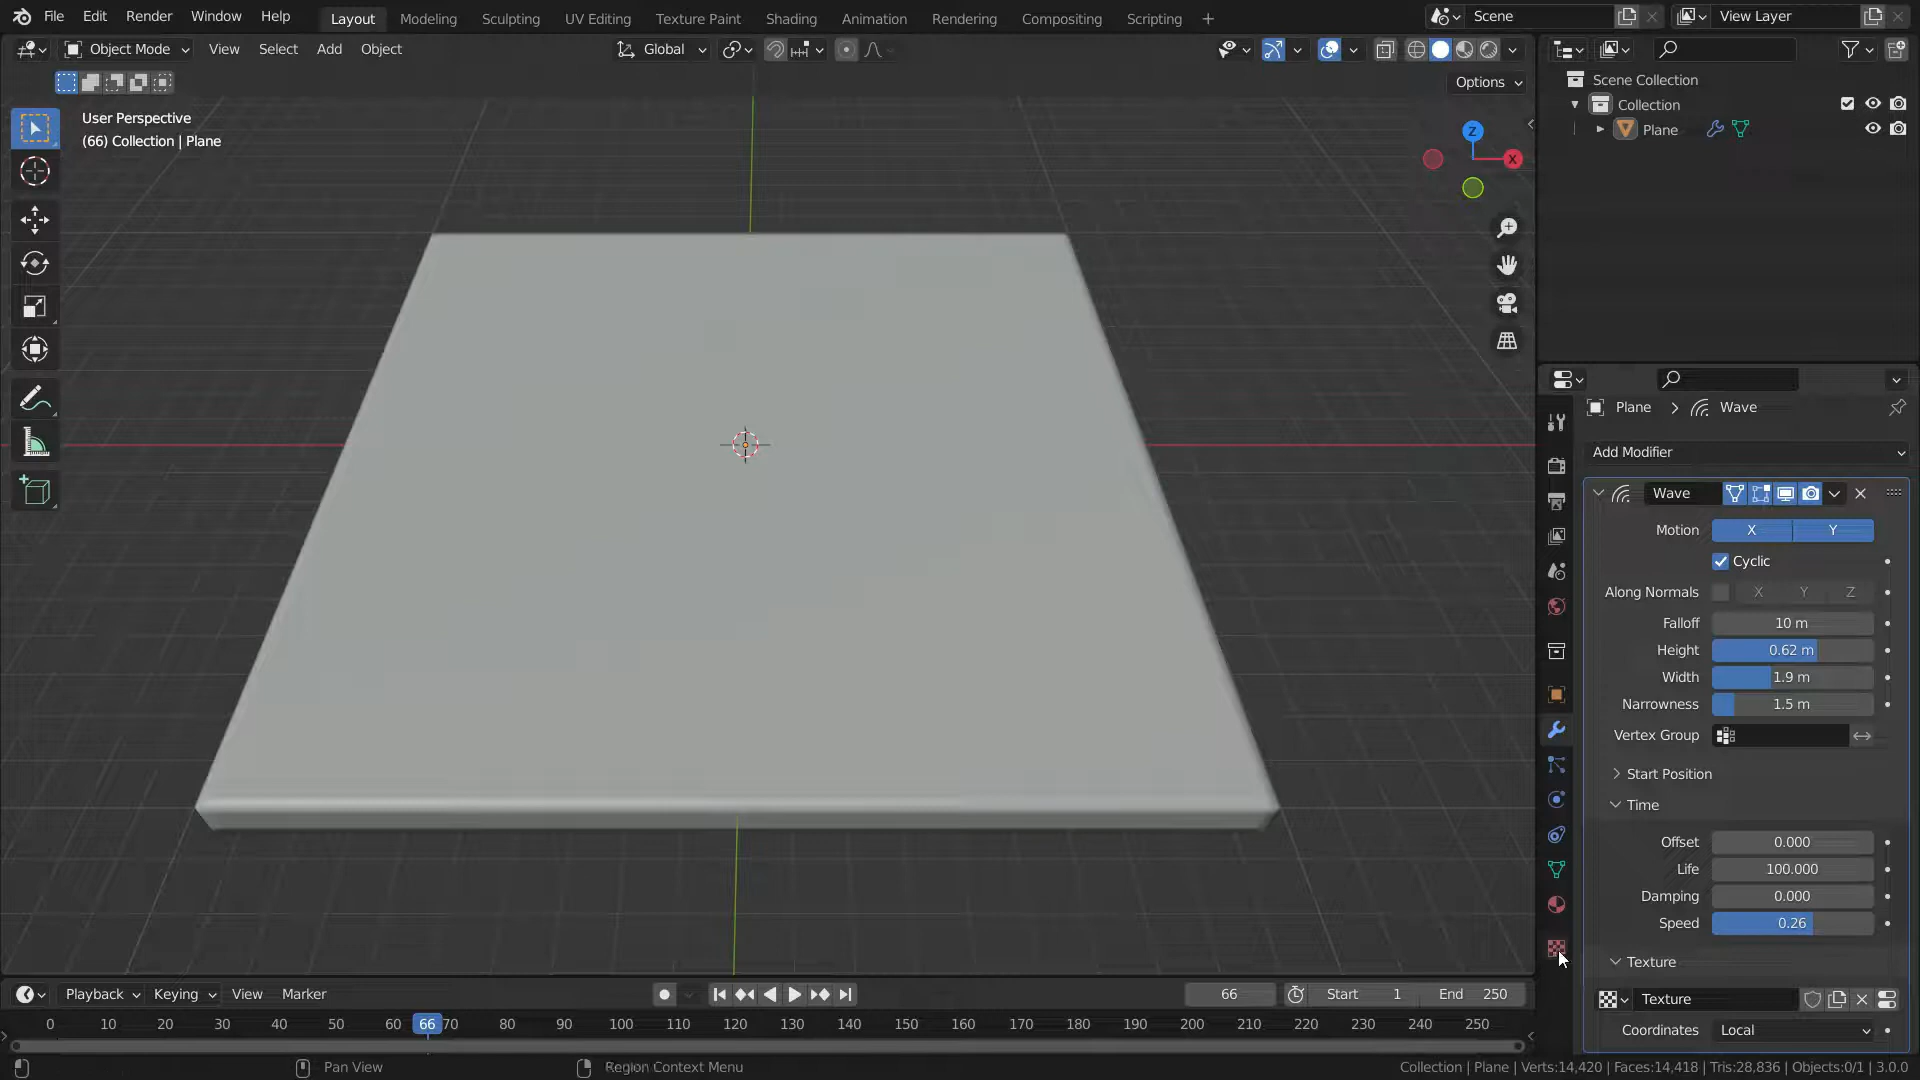 File Edit Render Window Help Layout Modeling Sculpting UV Editing Texture Paint Shading Animation Rendering Compositing Scripting + Scene View Layer
Object Mode View Select Add Object Global
Options
User Perspective
(66) Collection | Plane
Z
X
Scene Collection
Collection
Plane
Plane > Wave
Add Modifier
Wave
Motion X Y
Cyclic
Along Normals X Y Z
Falloff 10 m
Height 0.62 m
Width 1.9 m
Narrowness 1.5 m
Vertex Group
Start Position
Time
Offset 0.000
Life 100.000
Damping 0.000
Speed 0.26
Texture
Texture
Coordinates Local
Playback Keying View Marker 66 Start 1 End 250
0 10 20 30 40 50 60 66 70 80 90 100 110 120 130 140 150 160 170 180 190 200 210 220 230 240 250
Pan View Region Context Menu Collection | Plane | Verts:14,420 | Faces:14,418 | Tris:28,836 | Objects:0/1 | 3.0.0